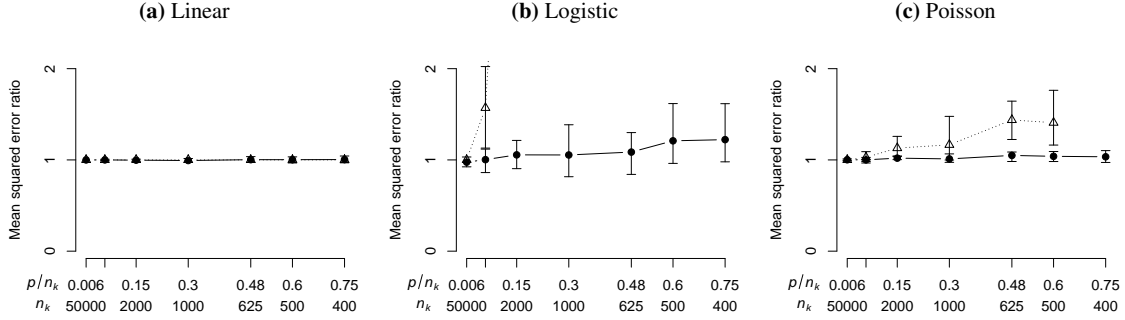 (a) Linear
(b) Logistic
(c) Poisson
Mean squared error ratio
0 1 2
p/nk 0.006 0.15 0.3 0.48 0.6 0.75
nk 50000 2000 1000 625 500 400
Mean squared error ratio
0 1 2
p/nk 0.006 0.15 0.3 0.48 0.6 0.75
nk 50000 2000 1000 625 500 400
Mean squared error ratio
0 1 2
p/nk 0.006 0.15 0.3 0.48 0.6 0.75
nk 50000 2000 1000 625 500 400